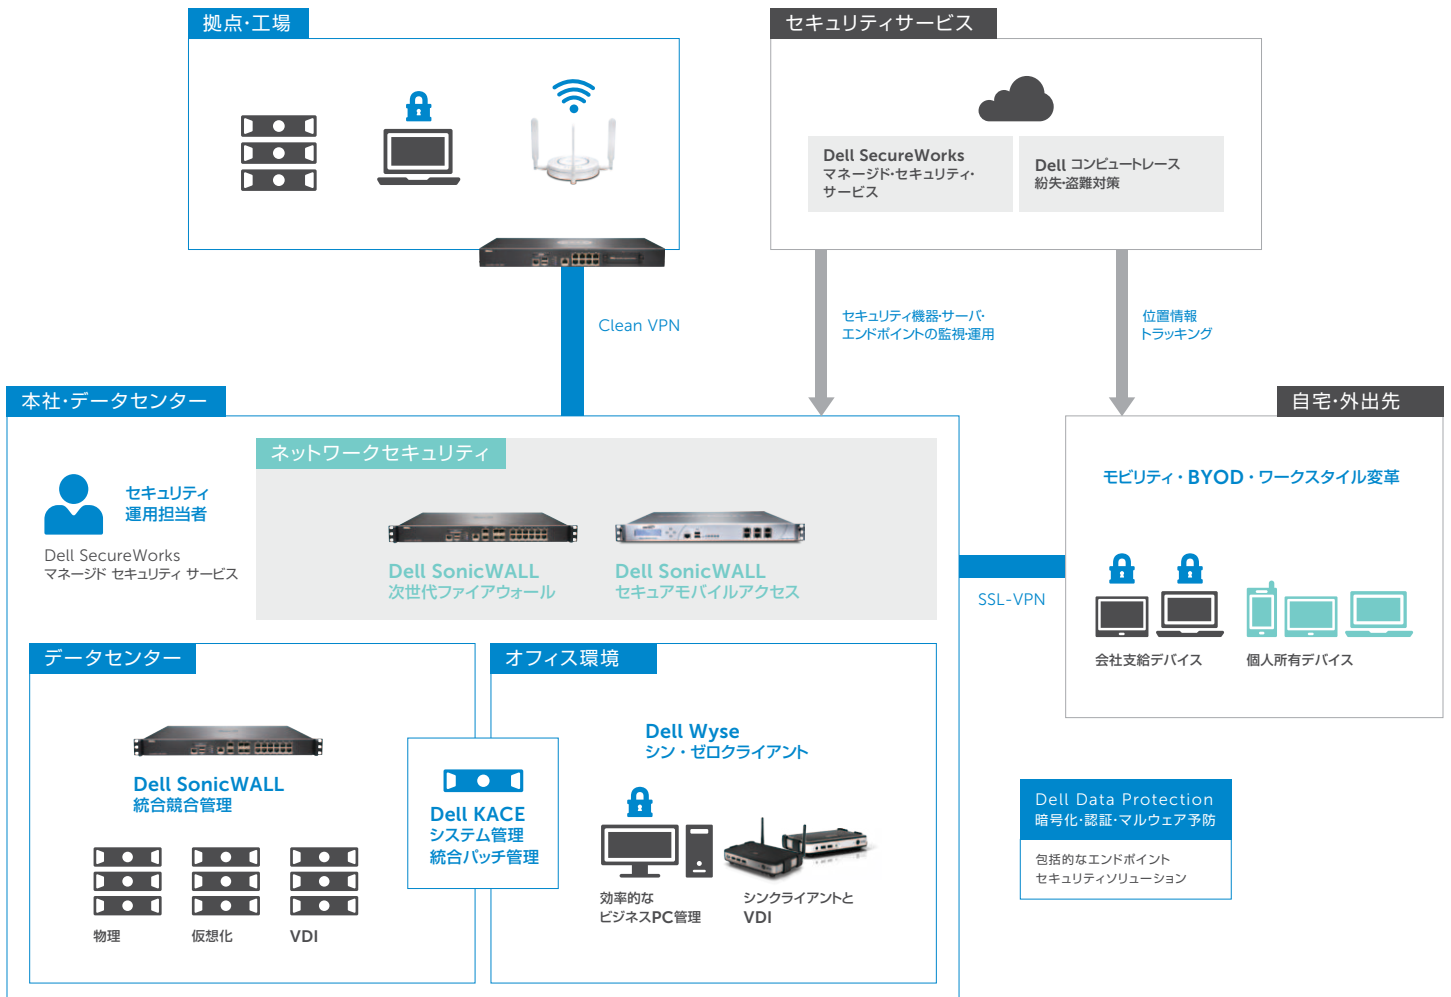 拠点・工場
セキュリティサービス
Dell SecureWorks
マネージド・セキュリティ・
サービス
Dell コンピュートレース
紛失・盗難対策
Clean VPN
セキュリティ機器・サーバ・
エンドポイントの監視・運用
位置情報
トラッキング
本社・データセンター
セキュリティ
運用担当者
Dell SecureWorks
マネージド セキュリティ サービス
ネットワークセキュリティ
Dell SonicWALL
次世代ファイアウォール
Dell SonicWALL
セキュアモバイルアクセス
SSL-VPN
自宅・外出先
モビリティ・BYOD・ワークスタイル変革
会社支給デバイス
個人所有デバイス
データセンター
Dell SonicWALL
統合競合管理
物理
仮想化
VDI
Dell KACE
システム管理
統合パッチ管理
オフィス環境
Dell Wyse
シン・ゼロクライアント
効率的な
ビジネスPC管理
シンクライアントと
VDI
Dell Data Protection
暗号化・認証・マルウェア予防
包括的なエンドポイント
セキュリティソリューション